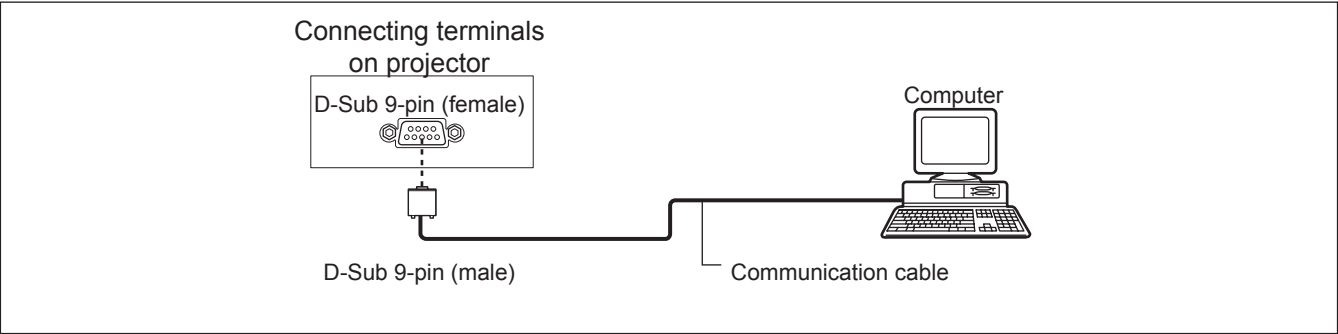 Connecting terminals
on projector
D-Sub 9-pin (female)
Computer
D-Sub 9-pin (male)
Communication cable